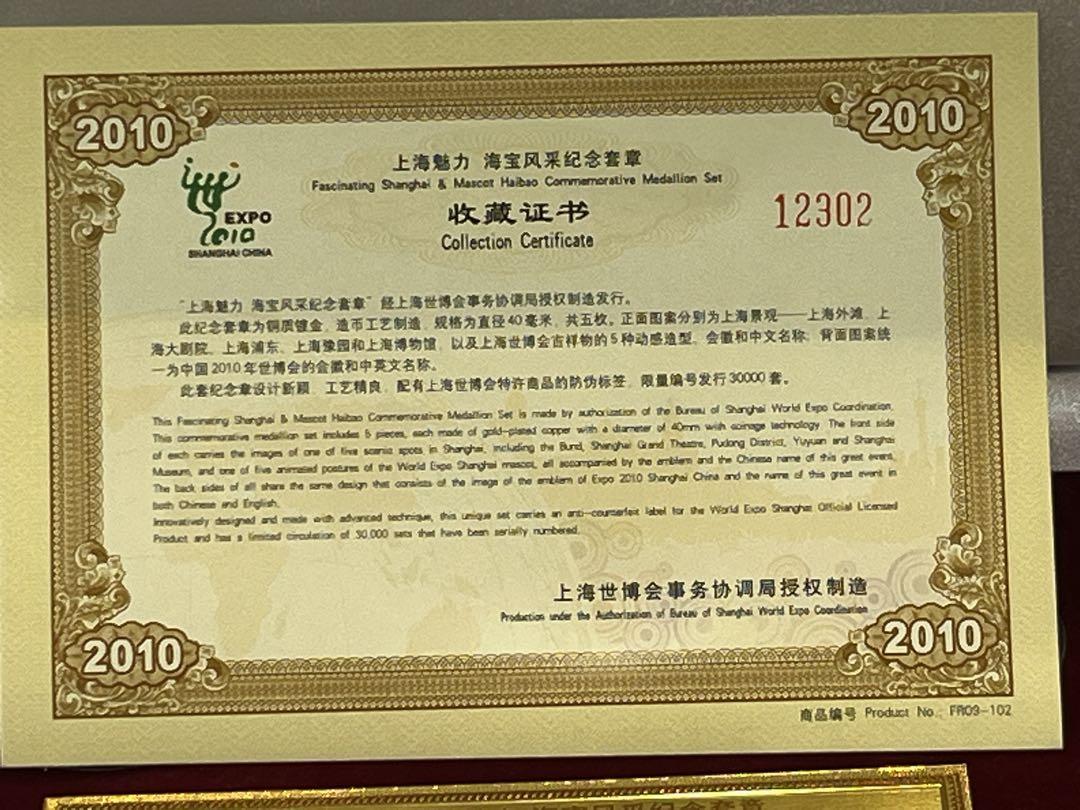 2010
2010
上海魅力 海宝风采纪念套章
Fascinating Shanghai & Mascot Haibao Commemorative Medallion Set
收藏证书
12302
Collection Certificate
EXPO
2010
SHANGHAI CHINA
“上海魅力 海宝风采纪念套章”经上海世博会事务协调局授权制造发行。
此纪念套章为铜质镀金，造币工艺制造，规格为直径40毫米，共五枚。正面图案分别为上海景观——上海外滩、上
海大剧院、上海浦东、上海豫园和上海博物馆，以及上海世博会吉祥物的5种动感造型、会徽和中文名称；背面图案统
一为中国2010年世博会的会徽和中英文名称。
此套纪念章设计新颖，工艺精良，配有上海世博会特许商品的防伪标签，限量编号发行30000套。
This Fascinating Shanghai & Mascot Haibao Commemorative Medallion Set is made by authorization of the Bureau of Shanghai World Expo Coordination.
This commemorative medallion set includes 5 pieces, each made of gold-plated copper with a diameter of 40mm with coinage technology. The front side
of each carries the images of one of five scenic spots in Shanghai, including the Bund, Shanghai Grand Theatre, Pudong District, Yuyuan and Shanghai
Museum, and one of five animated postures of the World Expo Shanghai mascot, all accompanied by the emblem and the Chinese name of this great event.
The back sides of all share the same design that consists of the image of the emblem of Expo 2010 Shanghai China and the name of this great event in
both Chinese and English.
Innovatively designed and made with advanced technique, this unique set carries an anti-counterfeit label for the World Expo Shanghai Official Licensed
Product and has a limited circulation of 30,000 sets that have been serially numbered.
上海世博会事务协调局授权制造
Production under the Authorization of Bureau of Shanghai World Expo Coordination
2010
2010
商品编号 Product No.: FR09-102
风采纪念套章